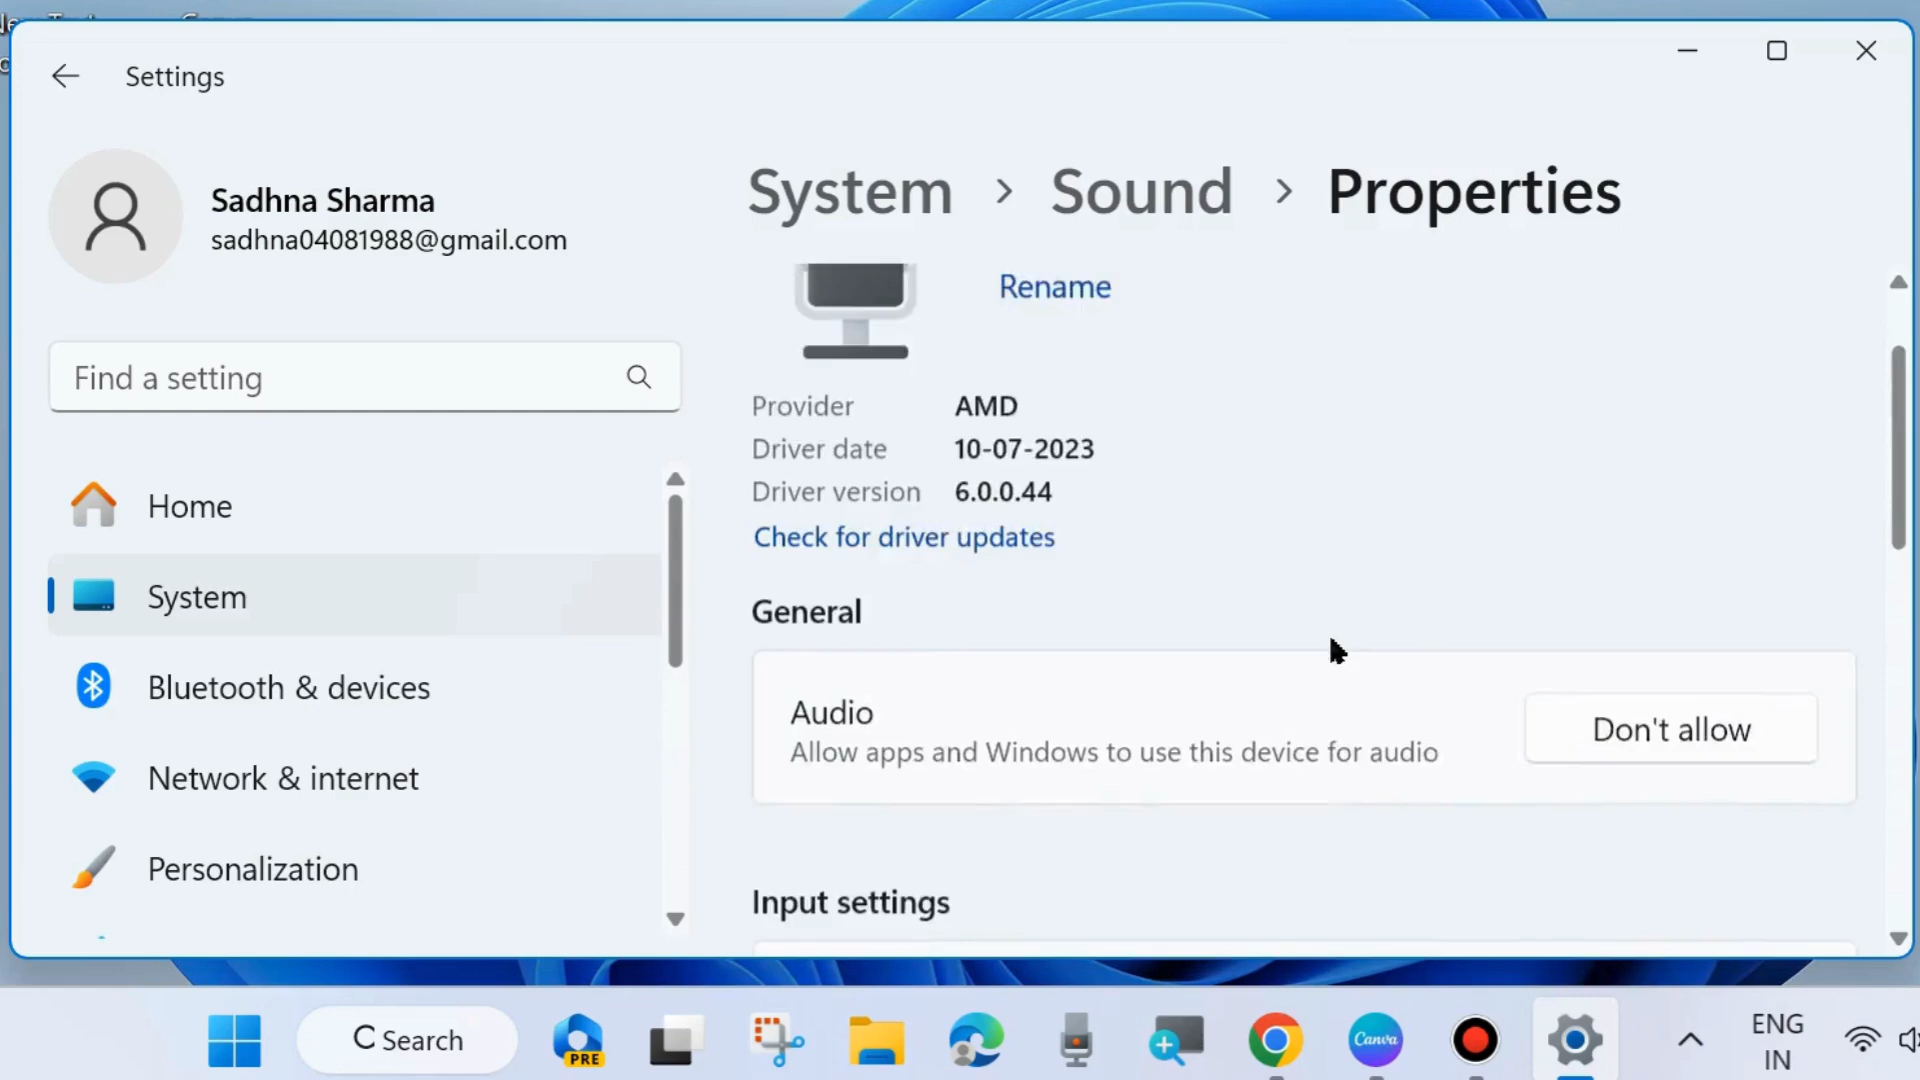 Settings
Sadhna Sharma
sadhna04081988@gmail.com
Find a setting
Home
System
Bluetooth & devices
Network & internet
Personalization
System > Sound > Properties
Rename
Provider AMD
Driver date 10-07-2023
Driver version 6.0.0.44
Check for driver updates
General
Audio
Allow apps and Windows to use this device for audio
Don't allow
Input settings
Search
PRE
Canva
ENG
IN